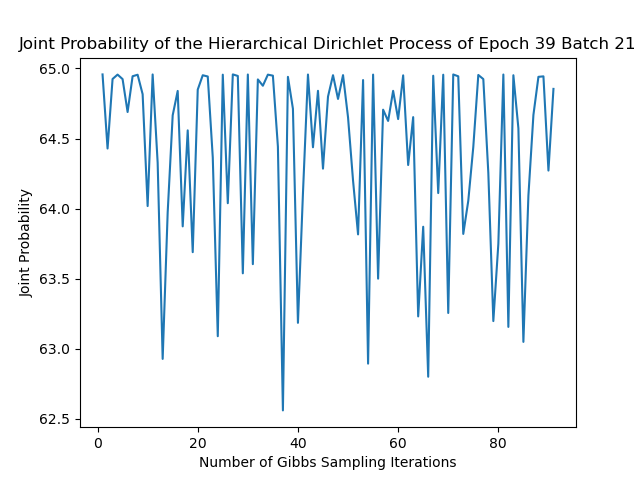 Joint Probability of the Hierarchical Dirichlet Process of Epoch 39 Batch 21
65.0
64.5
64.0
63.5
63.0
62.5
Joint Probability
0 20 40 60 80
Number of Gibbs Sampling Iterations